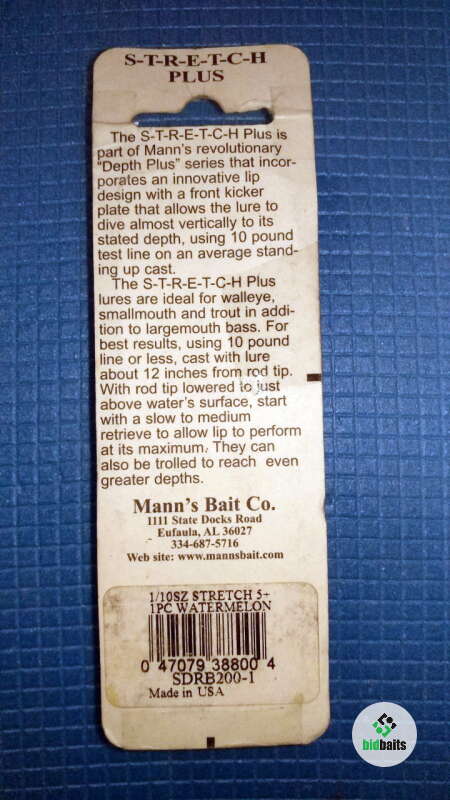 S-T-R-E-T-C-H
PLUS
The S-T-R-E-T-C-H Plus is
part of Mann's revolutionary
"Depth Plus" series that incor-
porates an innovative lip
design with a front kicker
plate that allows the lure to
dive almost vertically to its
stated depth, using 10 pound
test line on an average stand-
ing up cast.
The S-T-R-E-T-C-H Plus
lures are ideal for walleye,
smallmouth and trout in addi-
tion to largemouth bass. For
best results, using 10 pound
line or less, cast with lure
about 12 inches from rod tip.
With rod tip lowered to just
above water's surface, start
with a slow to medium
retrieve to allow lip to perform
at its maximum. They can
also be trolled to reach even
greater depths.
Mann's Bait Co.
1111 State Docks Road
Eufaula, AL 36027
334-687-5716
Web site: www.mannsbait.com
1/10SZ STRETCH 5+
1PC WATERMELON
0 47079 38800 4
SDRB200-1
Made in USA
bidbaits